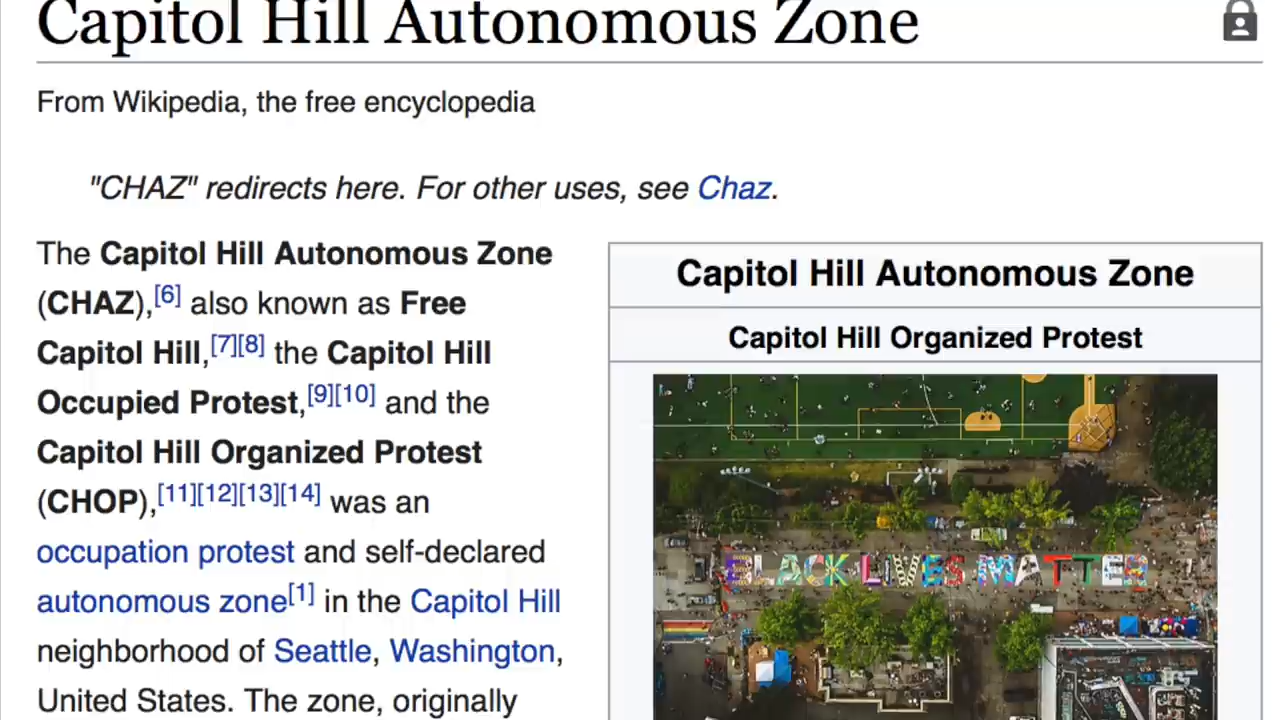 Capitol Hill Autonomous Zone
From Wikipedia, the free encyclopedia
"CHAZ" redirects here. For other uses, see Chaz.
The Capitol Hill Autonomous Zone
(CHAZ),[6] also known as Free
Capitol Hill,[7][8] the Capitol Hill
Occupied Protest,[9][10] and the
Capitol Hill Organized Protest
(CHOP),[11][12][13][14] was an
occupation protest and self-declared
autonomous zone[1] in the Capitol Hill
neighborhood of Seattle, Washington,
United States. The zone, originally
Capitol Hill Autonomous Zone
Capitol Hill Organized Protest
BLACK LIVES MATTER